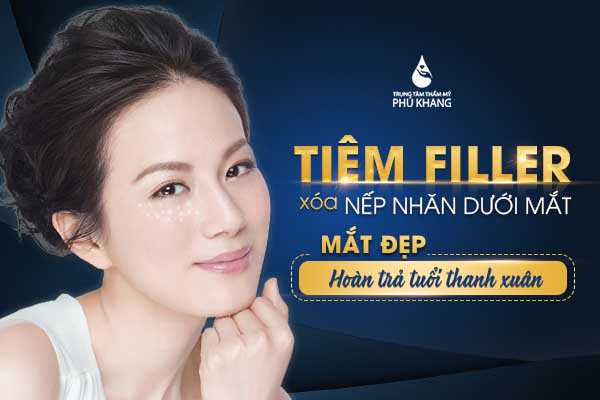 TRUNG TÂM THẨM MỸ
PHÚ KHANG
TIÊM FILLER
xóa NẾP NHĂN DƯỚI MẮT
MẮT ĐẸP
Hoàn trả tuổi thanh xuân